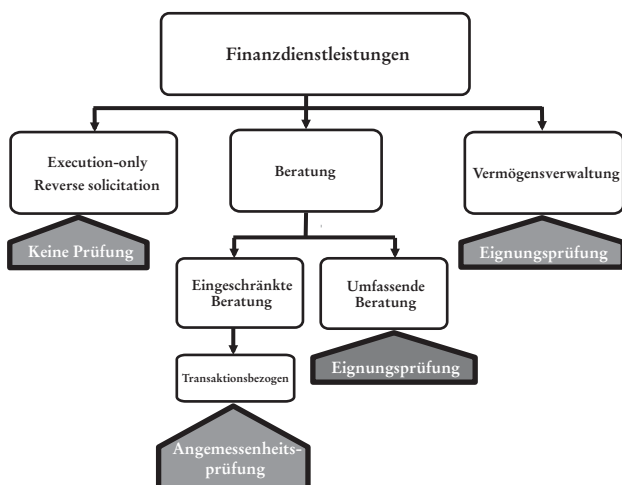 Finanzdienstleistungen
Execution-only
Reverse solicitation
Beratung
Vermögensverwaltung
Keine Prüfung
Eignungsprüfung
Eingeschränkte
Beratung
Umfassende
Beratung
Transaktionsbezogen
Eignungsprüfung
Angemessenheits-
prüfung